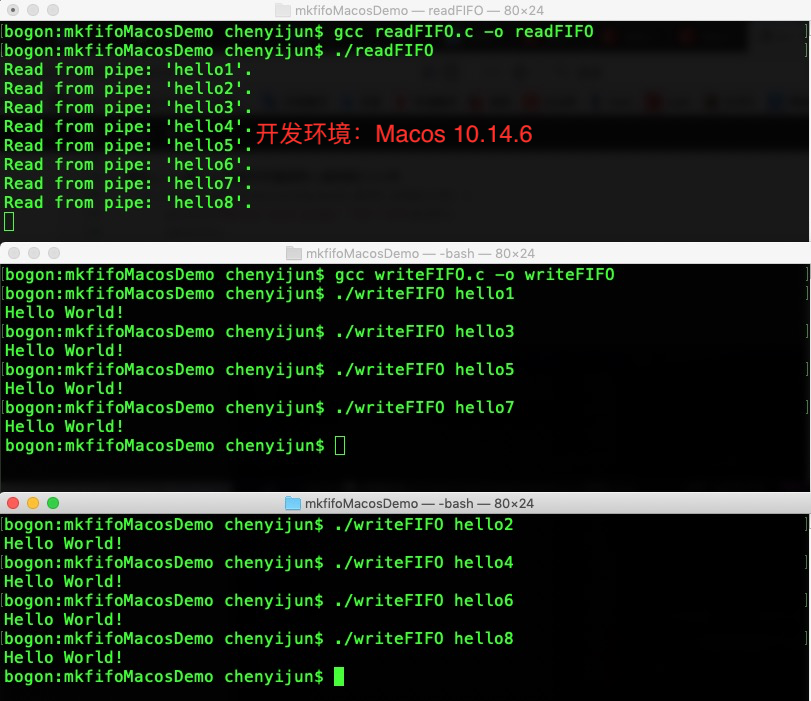 mkfifoMacosDemo — readFIFO — 80×24
[bogon:mkfifoMacosDemo chenyijun$ gcc readFIFO.c -o readFIFO ]
[bogon:mkfifoMacosDemo chenyijun$ ./readFIFO ]
Read from pipe: 'hello1'.
Read from pipe: 'hello2'.
Read from pipe: 'hello3'.
Read from pipe: 'hello4'.
开发环境：Macos 10.14.6
Read from pipe: 'hello5'.
Read from pipe: 'hello6'.
Read from pipe: 'hello7'.
Read from pipe: 'hello8'.
mkfifoMacosDemo — -bash — 80×24
[bogon:mkfifoMacosDemo chenyijun$ gcc writeFIFO.c -o writeFIFO ]
[bogon:mkfifoMacosDemo chenyijun$ ./writeFIFO hello1 ]
Hello World!
[bogon:mkfifoMacosDemo chenyijun$ ./writeFIFO hello3 ]
Hello World!
[bogon:mkfifoMacosDemo chenyijun$ ./writeFIFO hello5 ]
Hello World!
[bogon:mkfifoMacosDemo chenyijun$ ./writeFIFO hello7 ]
Hello World!
bogon:mkfifoMacosDemo chenyijun$
mkfifoMacosDemo — -bash — 80×24
[bogon:mkfifoMacosDemo chenyijun$ ./writeFIFO hello2 ]
Hello World!
[bogon:mkfifoMacosDemo chenyijun$ ./writeFIFO hello4 ]
Hello World!
[bogon:mkfifoMacosDemo chenyijun$ ./writeFIFO hello6 ]
Hello World!
[bogon:mkfifoMacosDemo chenyijun$ ./writeFIFO hello8 ]
Hello World!
bogon:mkfifoMacosDemo chenyijun$